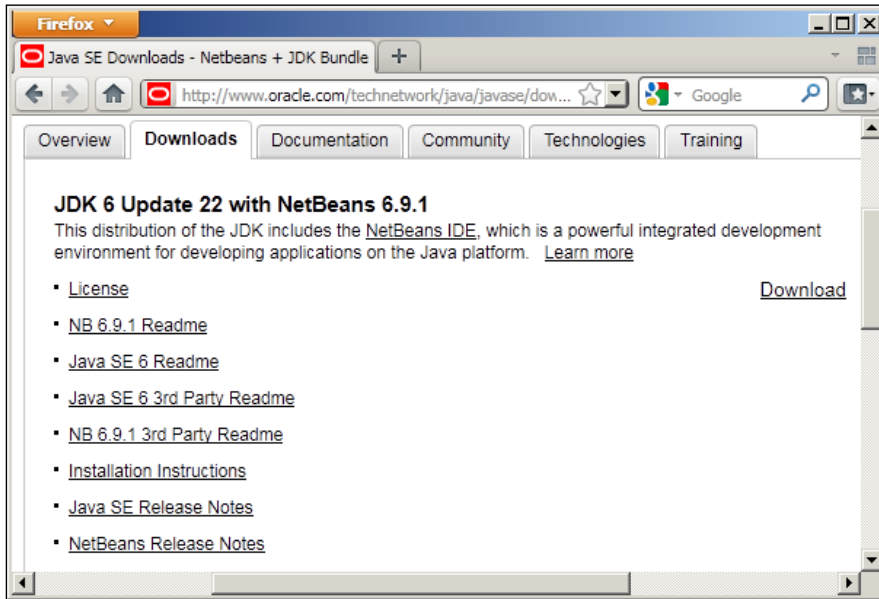 Firefox
Java SE Downloads - Netbeans + JDK Bundle
http://www.oracle.com/technetwork/java/javase/dow... Google
Overview Downloads Documentation Community Technologies Training
JDK 6 Update 22 with NetBeans 6.9.1
This distribution of the JDK includes the NetBeans IDE, which is a powerful integrated development
environment for developing applications on the Java platform. Learn more
License Download
NB 6.9.1 Readme
Java SE 6 Readme
Java SE 6 3rd Party Readme
NB 6.9.1 3rd Party Readme
Installation Instructions
Java SE Release Notes
NetBeans Release Notes